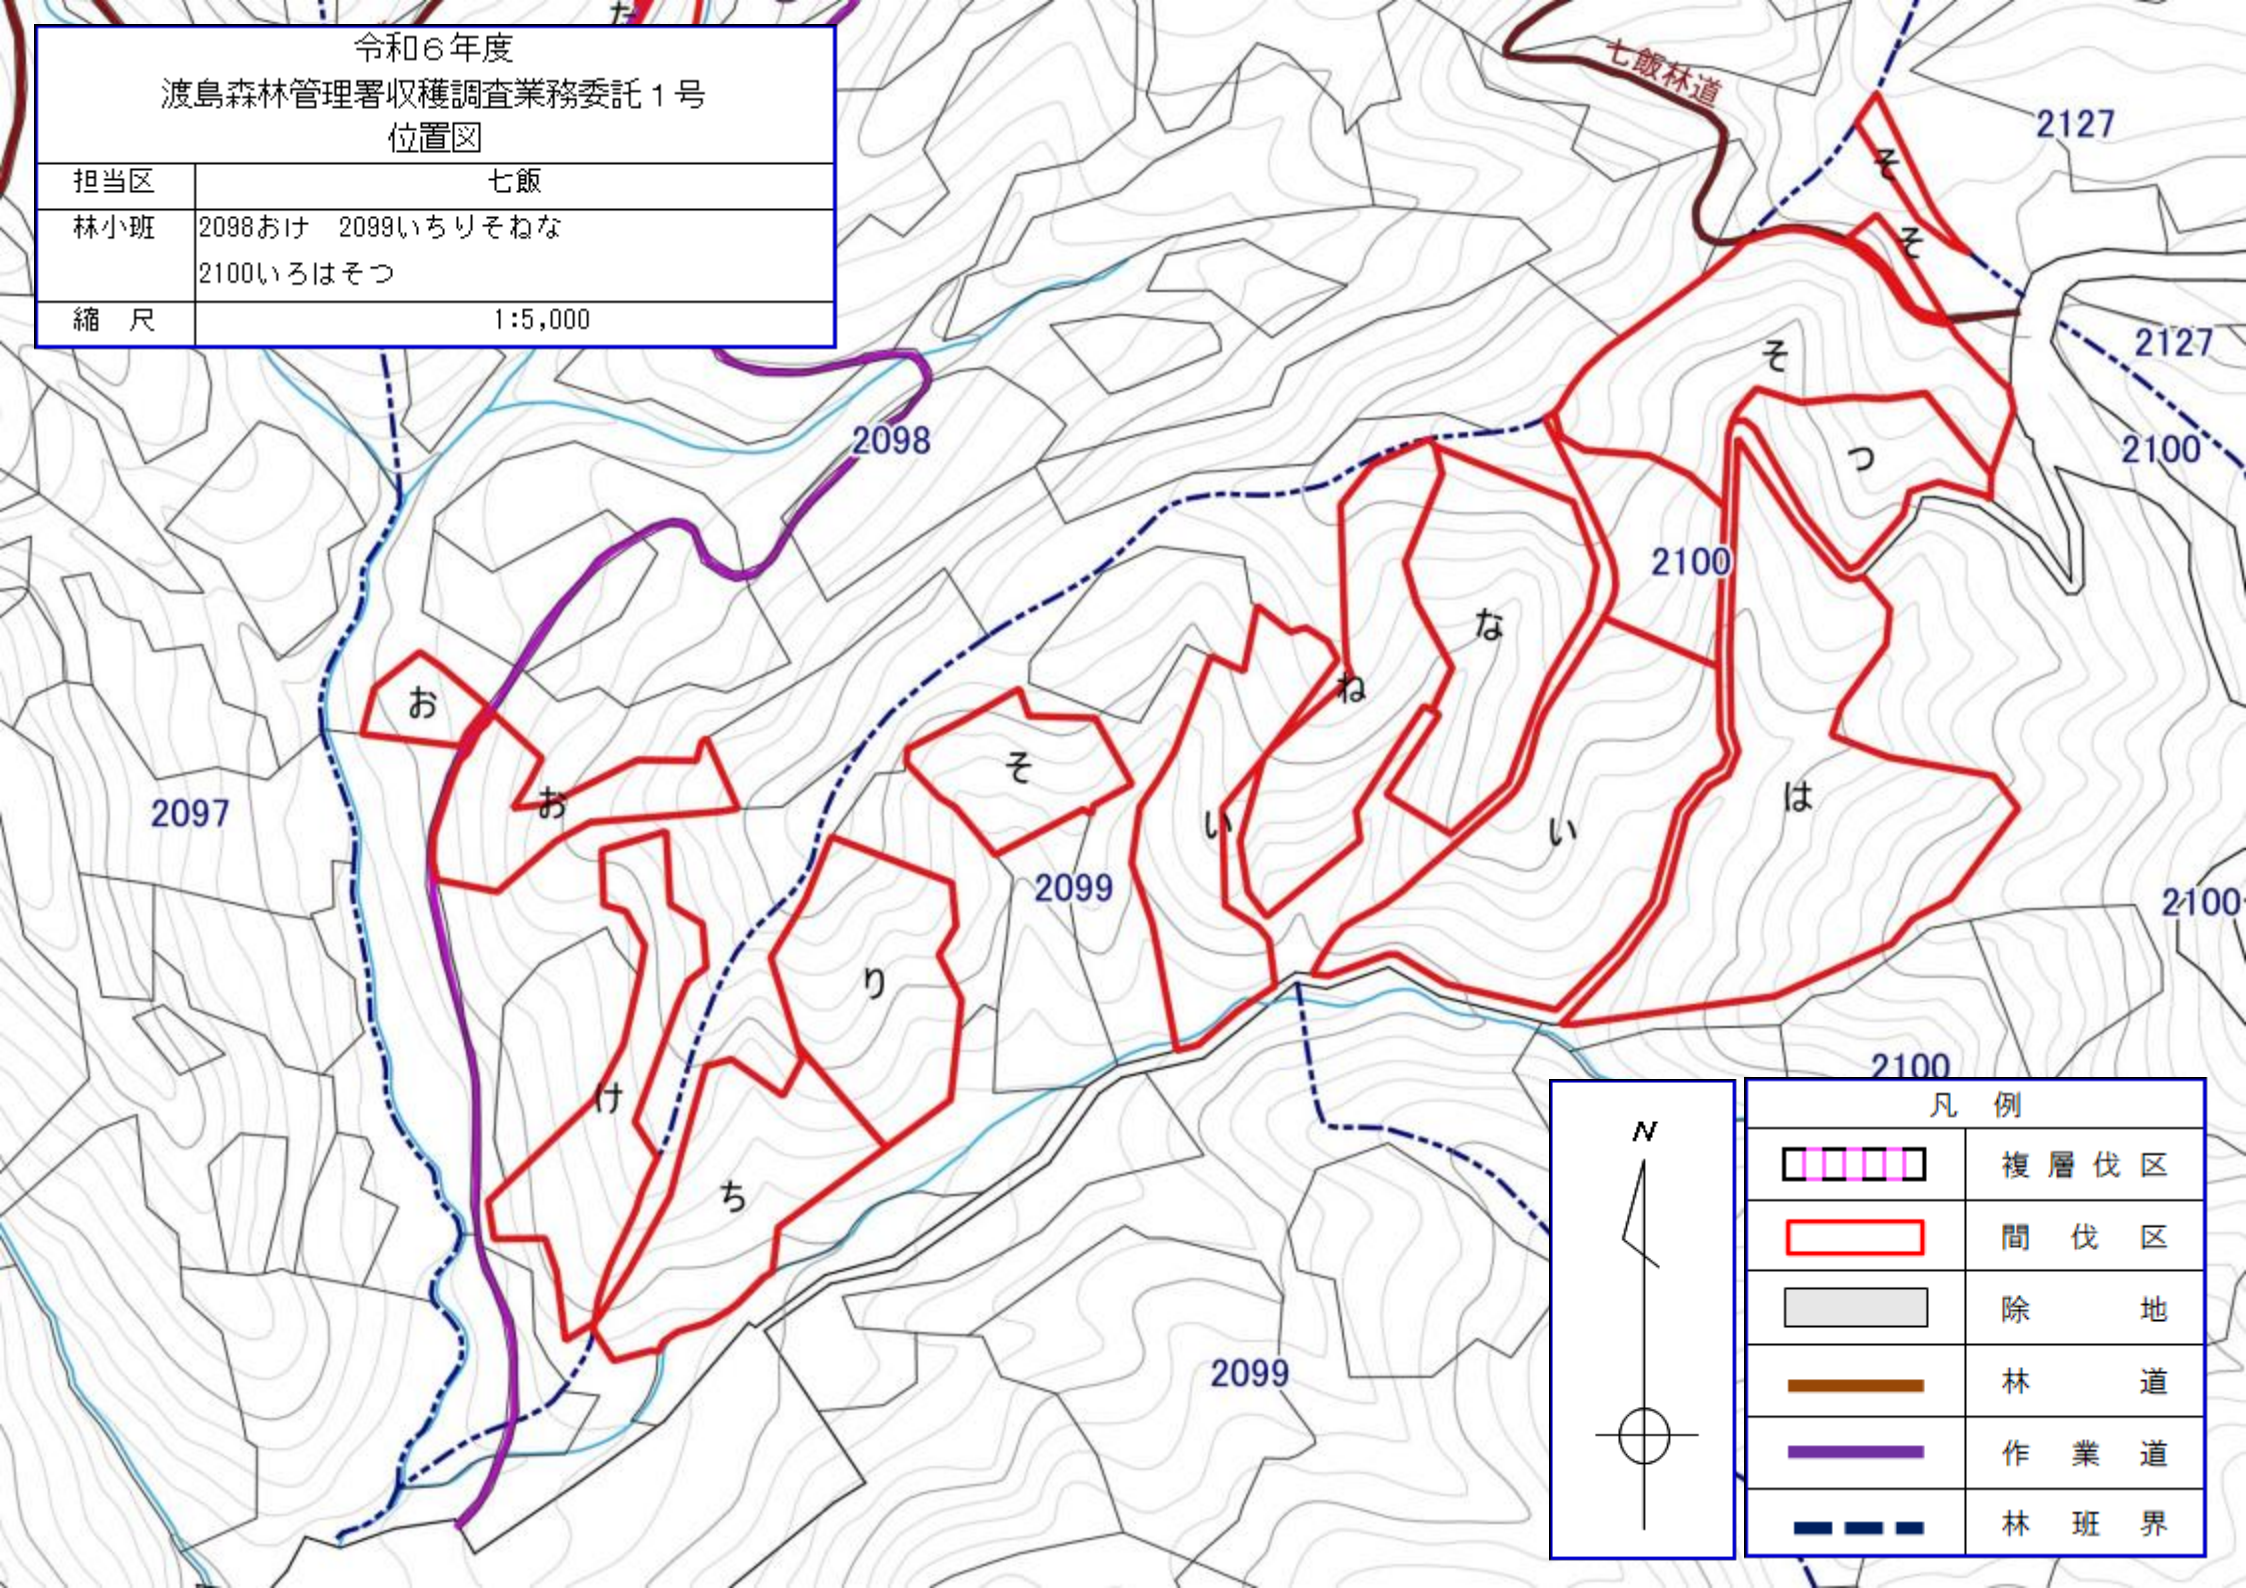 た
令和６年度
渡島森林管理署収穫調査業務委託１号
位置図
担当区 七飯
林小班 2098おけ 2099いちりそねな
2100いろはそつ
縮 尺 1:5,000
七飯林道
2127
そ
そ
2127
そ
2098
2100
つ
2100
な
お
ね
そ
2097
お
い
い
は
2099
2100
り
2100
け
ち
2099
N
凡 例
複層伐区
間伐区
除地
林道
作業道
林班界